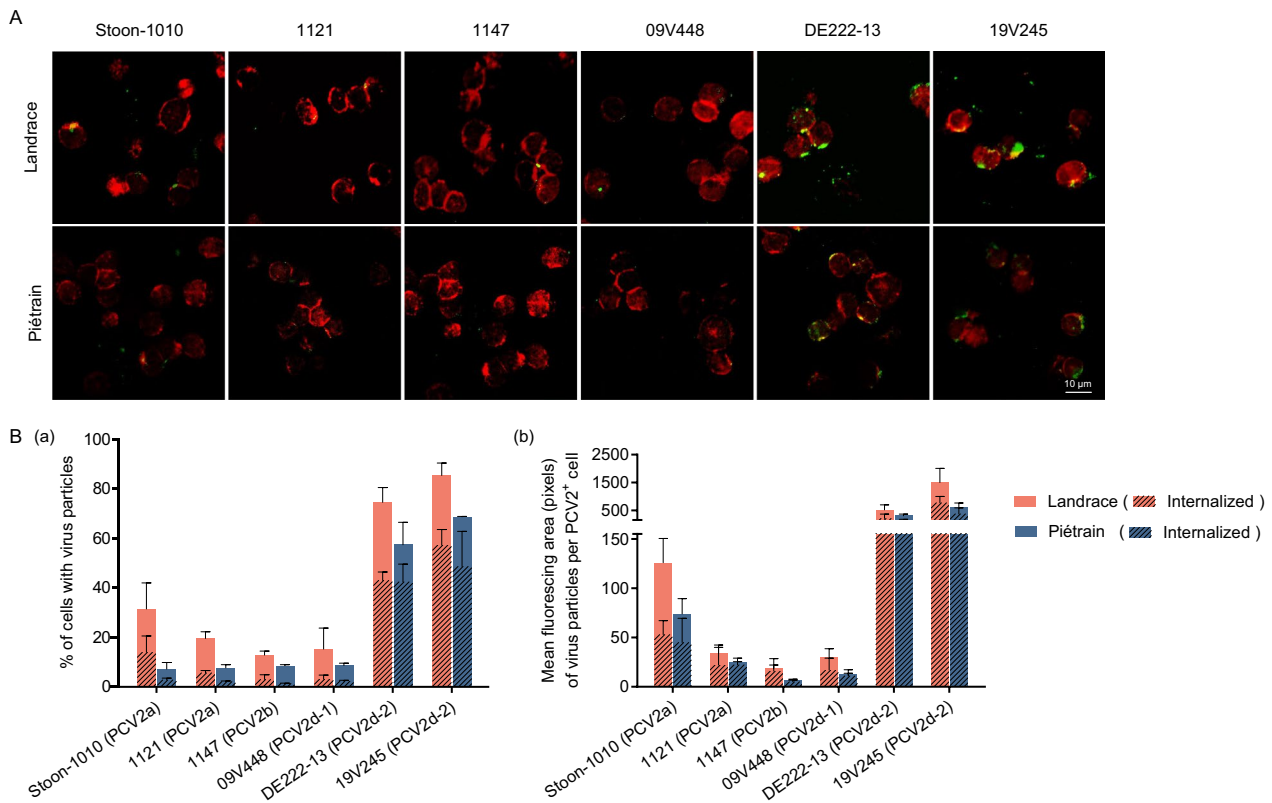 A
Stoon-1010 1121 1147 09V448 DE222-13 19V245
Landrace
Piétrain
10 µm
B (a)
% of cells with virus particles
100
80
60
40
20
0
Stoon-1010 (PCV2a)
1121 (PCV2a)
1147 (PCV2b)
09V448 (PCV2d-1)
DE222-13 (PCV2d-2)
19V245 (PCV2d-2)
(b)
Mean fluorescing area (pixels)
of virus particles per PCV2⁺ cell
2500
1500
500
150
100
50
0
Stoon-1010 (PCV2a)
1121 (PCV2a)
1147 (PCV2b)
09V448 (PCV2d-1)
DE222-13 (PCV2d-2)
19V245 (PCV2d-2)
Landrace ( Internalized )
Piétrain ( Internalized )